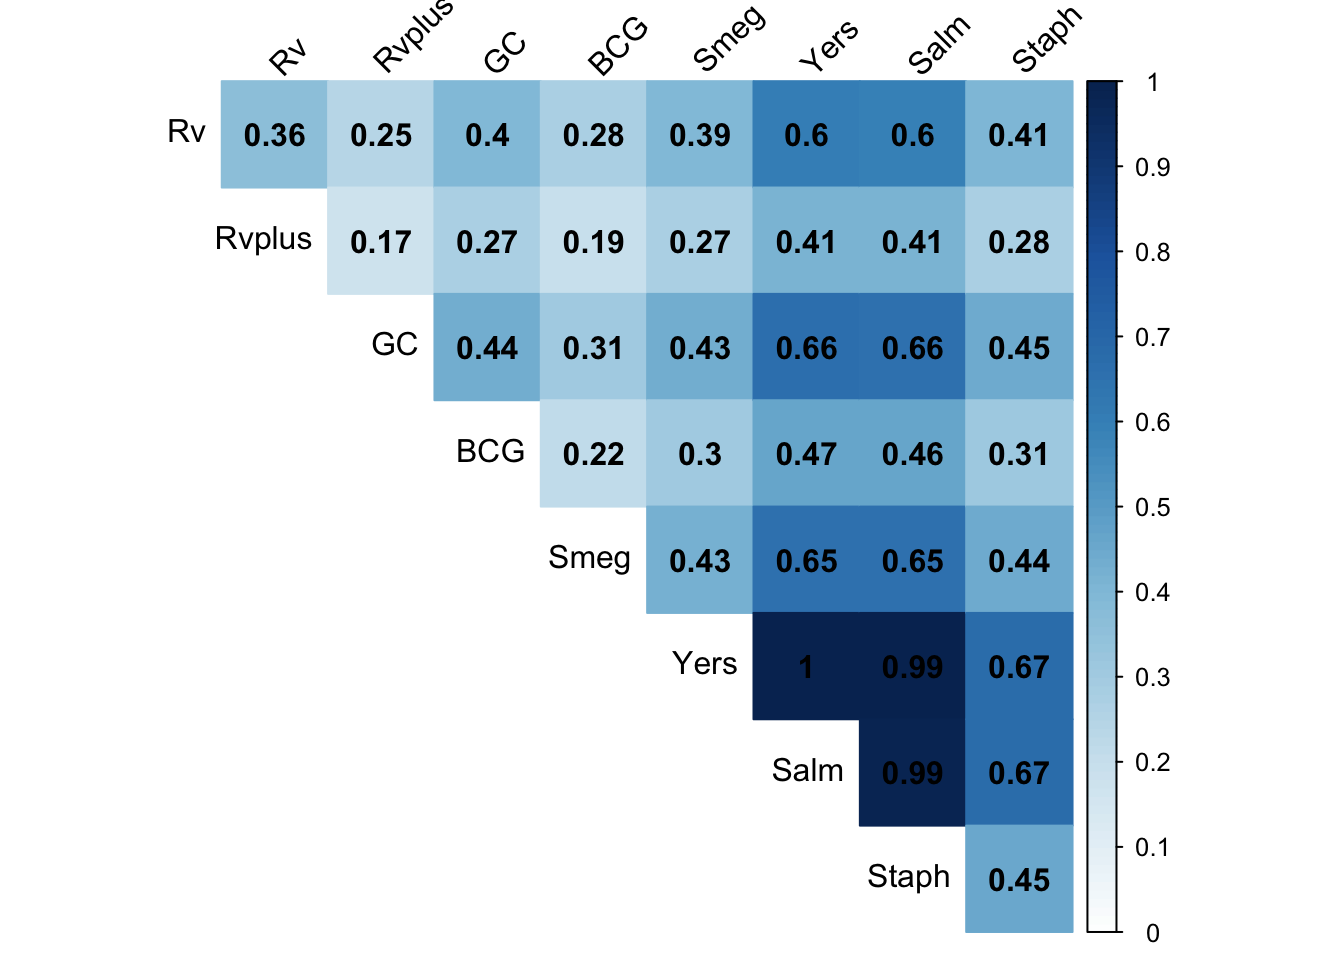 Rv Rvplus GC BCG Smeg Yers Salm Staph
Rv 0.36 0.25 0.4 0.28 0.39 0.6 0.6 0.41
Rvplus 0.17 0.27 0.19 0.27 0.41 0.41 0.28
GC 0.44 0.31 0.43 0.66 0.66 0.45
BCG 0.22 0.3 0.47 0.46 0.31
Smeg 0.43 0.65 0.65 0.44
Yers 1 0.99 0.67
Salm 0.99 0.67
Staph 0.45
1
0.9
0.8
0.7
0.6
0.5
0.4
0.3
0.2
0.1
0